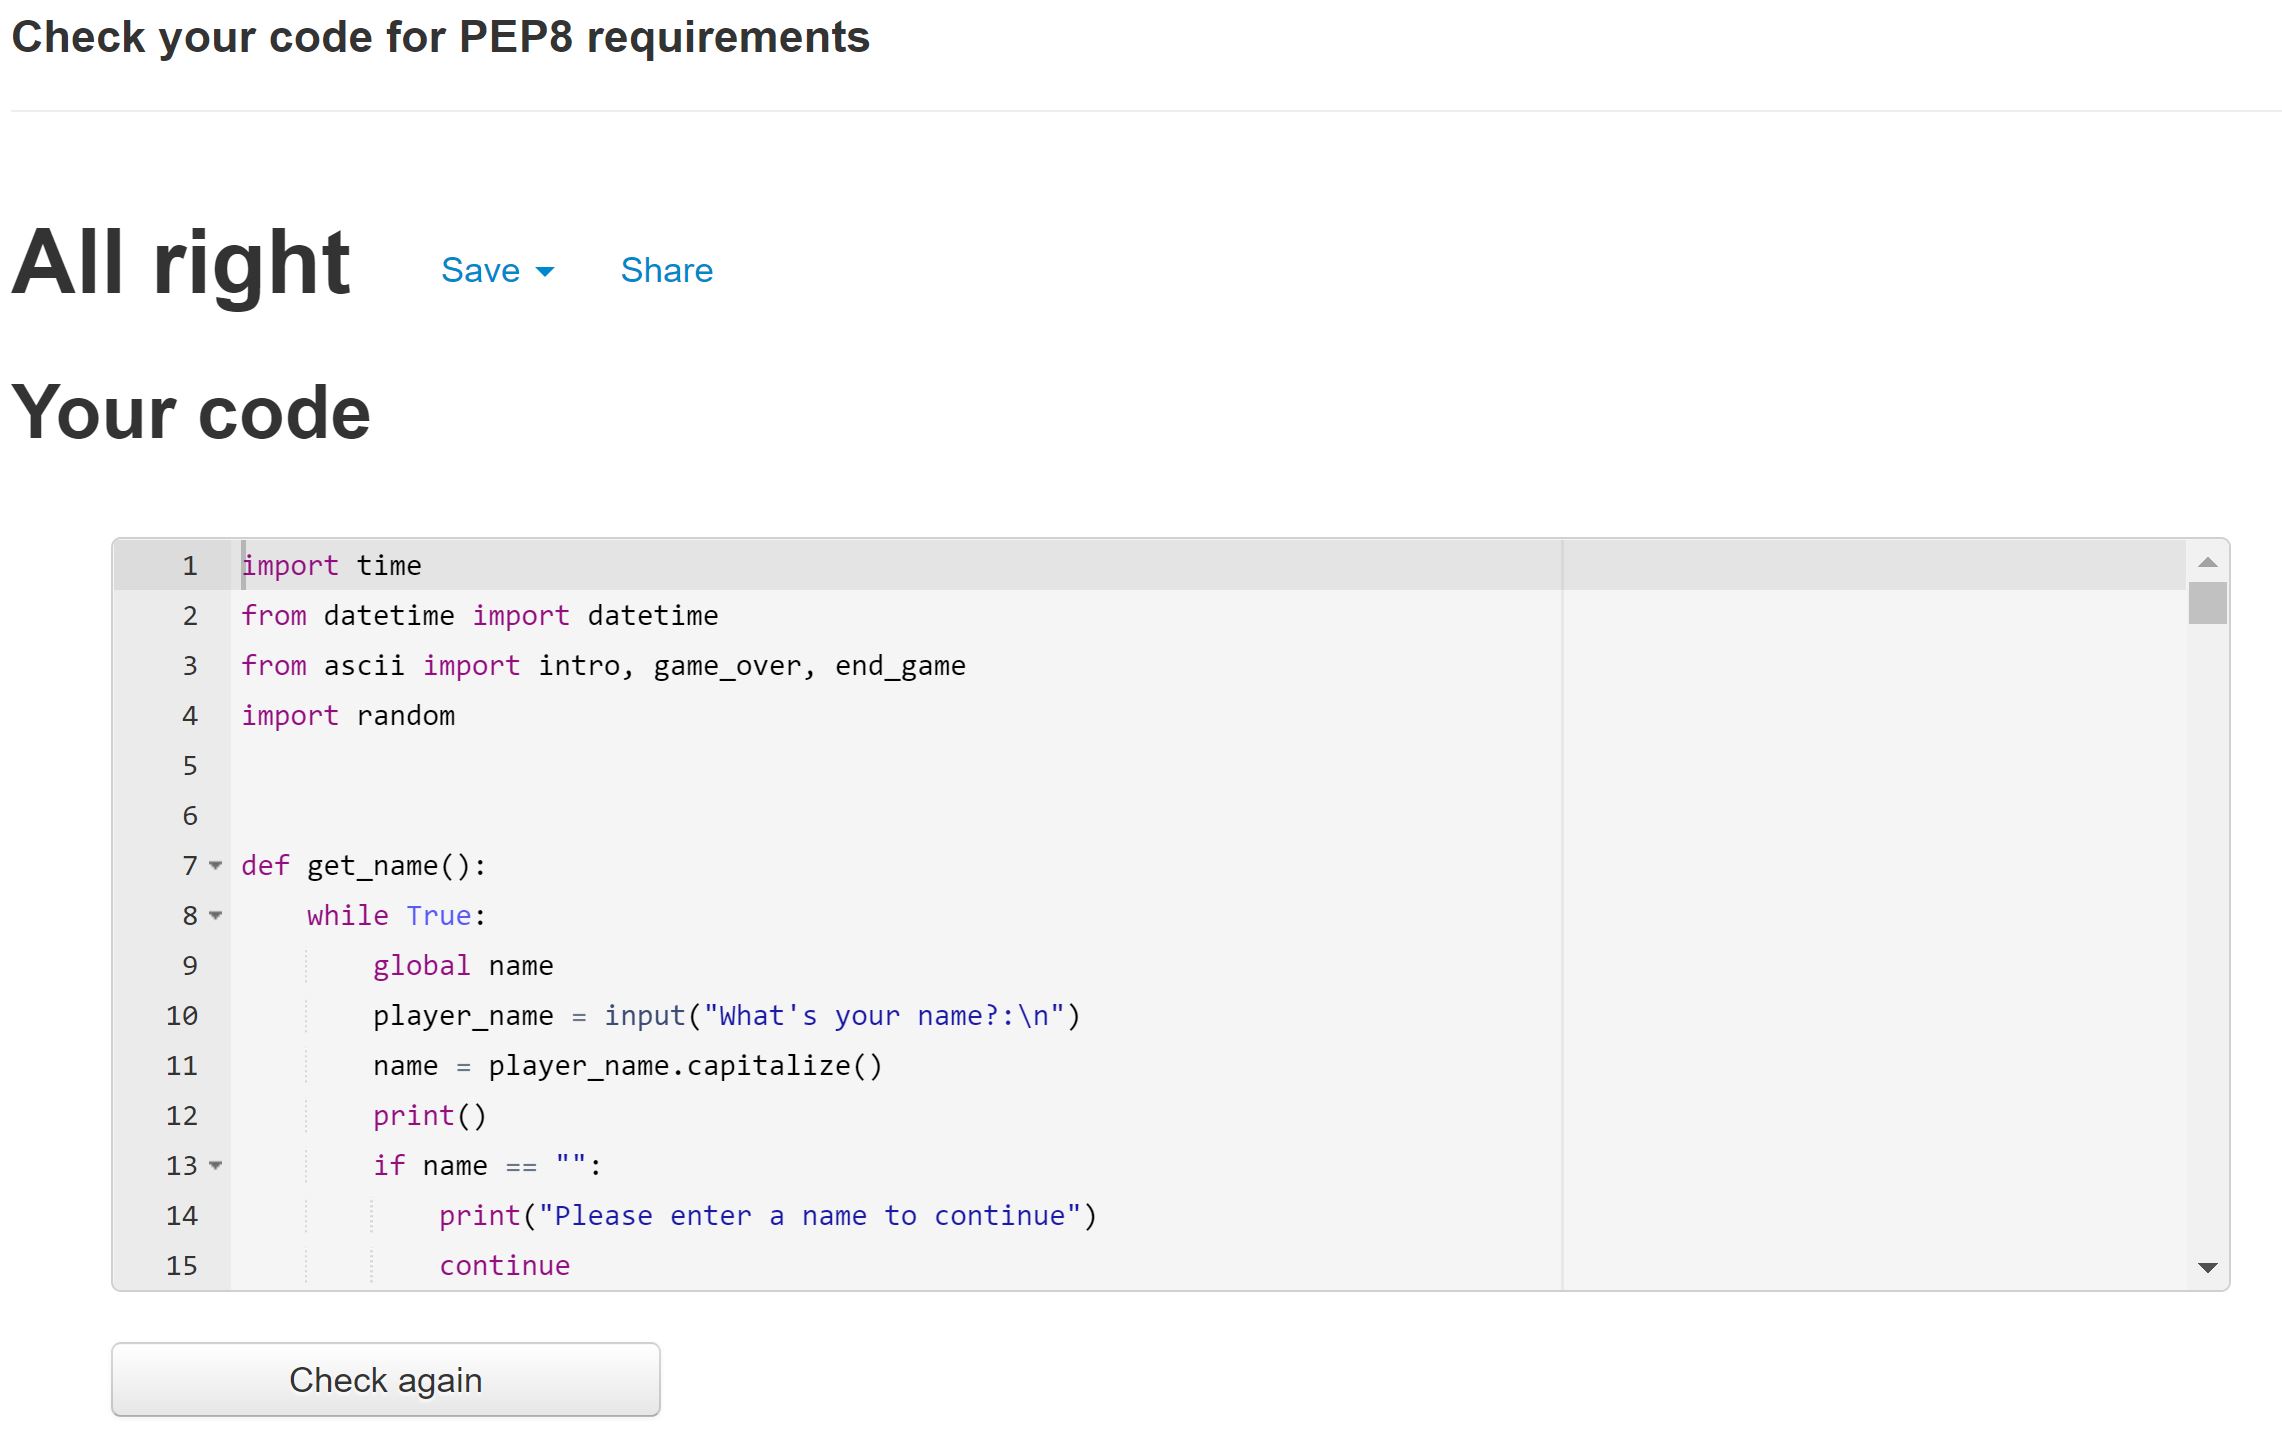 Check your code for PEP8 requirements
All right Save Share
Your code
1 import time
2 from datetime import datetime
3 from ascii import intro, game_over, end_game
4 import random
5
6
7 def get_name():
8     while True:
9         global name
10         player_name = input("What's your name?:\n")
11         name = player_name.capitalize()
12         print()
13         if name == "":
14             print("Please enter a name to continue")
15             continue
Check again